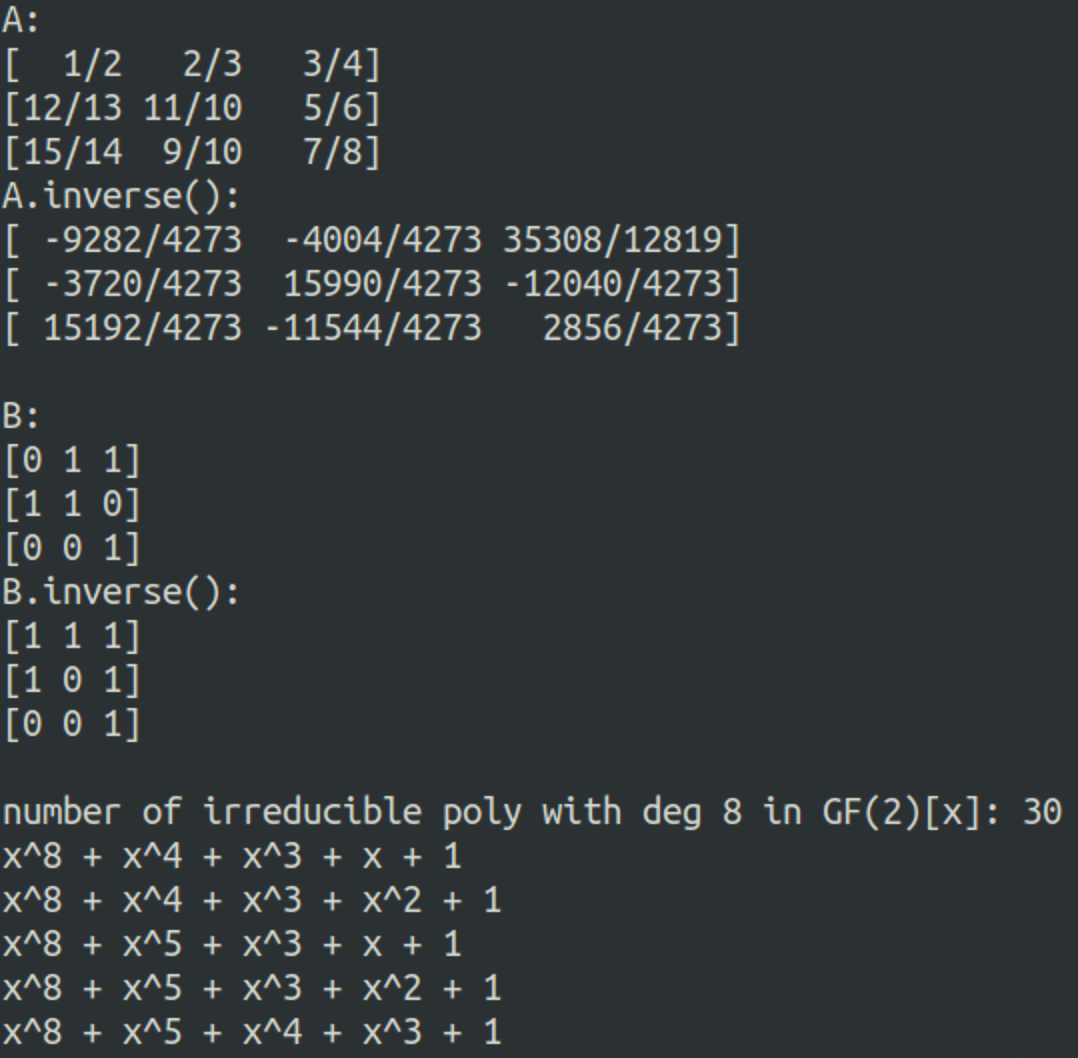 A:
[  1/2   2/3   3/4]
[12/13 11/10   5/6]
[15/14  9/10   7/8]
A.inverse():
[ -9282/4273  -4004/4273 35308/12819]
[ -3720/4273  15990/4273 -12040/4273]
[ 15192/4273 -11544/4273   2856/4273]

B:
[0 1 1]
[1 1 0]
[0 0 1]
B.inverse():
[1 1 1]
[1 0 1]
[0 0 1]

number of irreducible poly with deg 8 in GF(2)[x]: 30
x^8 + x^4 + x^3 + x + 1
x^8 + x^4 + x^3 + x^2 + 1
x^8 + x^5 + x^3 + x + 1
x^8 + x^5 + x^3 + x^2 + 1
x^8 + x^5 + x^4 + x^3 + 1